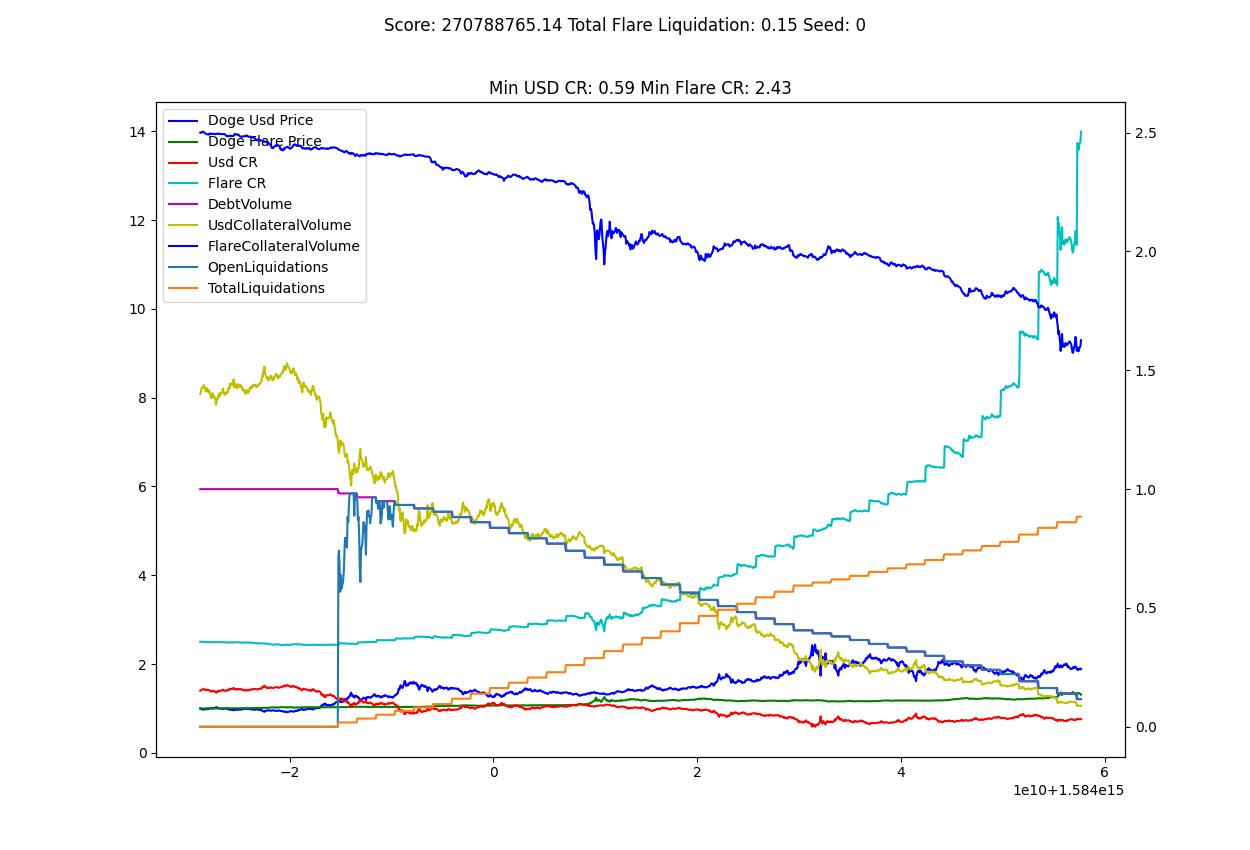 Score: 270788765.14 Total Flare Liquidation: 0.15 Seed: 0
Min USD CR: 0.59 Min Flare CR: 2.43
Doge Usd Price
Doge Flare Price
Usd CR
Flare CR
DebtVolume
UsdCollateralVolume
FlareCollateralVolume
OpenLiquidations
TotalLiquidations
14
12
10
8
6
4
2
0
2.5
2.0
1.5
1.0
0.5
0.0
−2
0
2
4
6
1e10+1.584e15